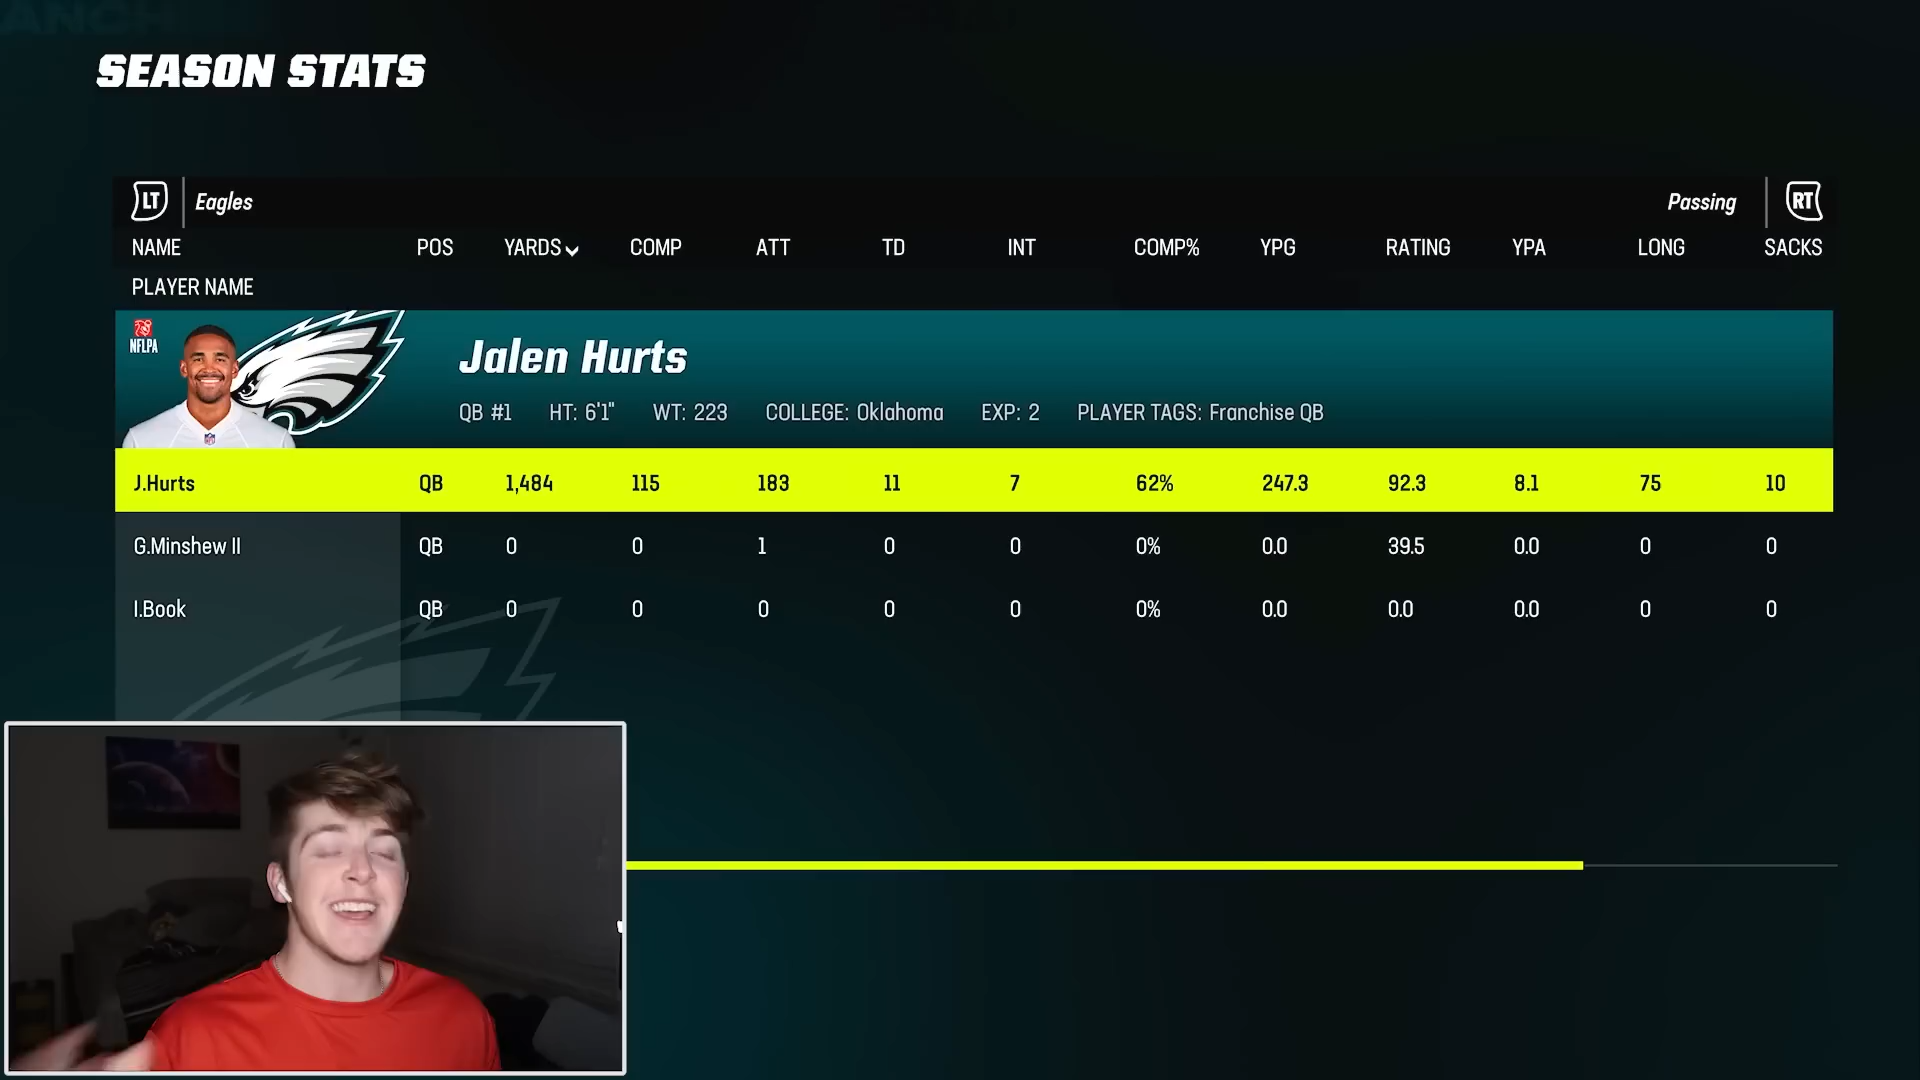 SEASON STATS
LT Eagles Passing RT
NAME POS YARDS COMP ATT TD INT COMP% YPG RATING YPA LONG SACKS
PLAYER NAME
NFLPA
Jalen Hurts
QB #1 HT: 6'1" WT: 223 COLLEGE: Oklahoma EXP: 2 PLAYER TAGS: Franchise QB
J.Hurts QB 1,484 115 183 11 7 62% 247.3 92.3 8.1 75 10
G.Minshew II QB 0 0 1 0 0 0% 0.0 39.5 0.0 0 0
I.Book QB 0 0 0 0 0 0% 0.0 0.0 0.0 0 0